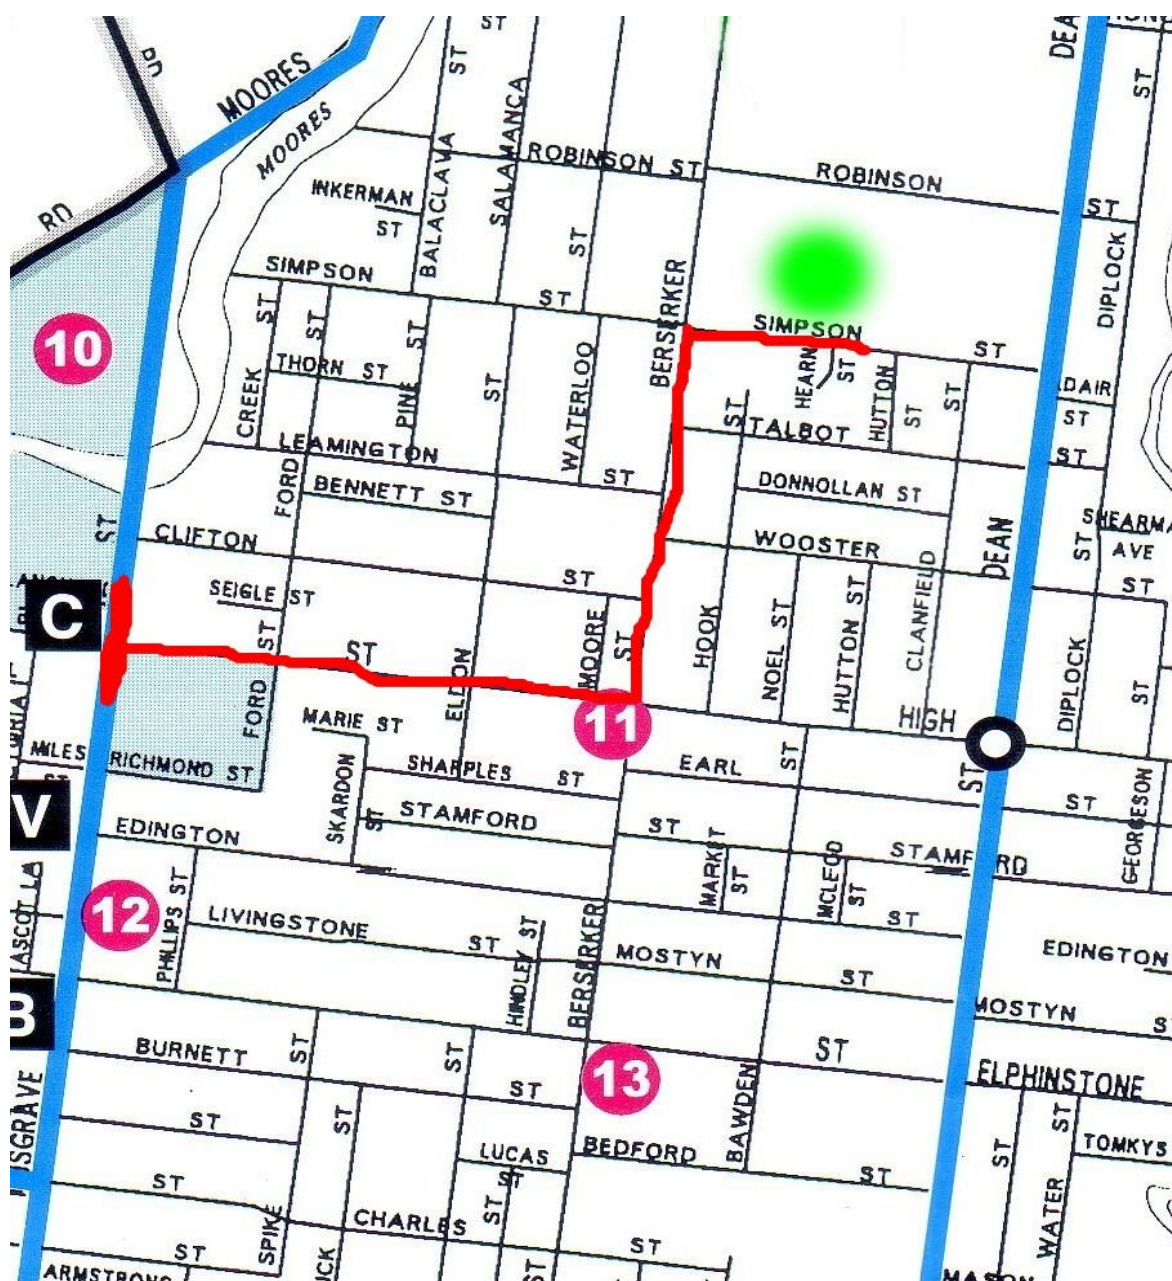 ST
DEA
RD
MOORES
ST
ST
MOORES
SALAMANCA
BALACLAVA
ROBINSON ST
ROBINSON
INKERMAN
ST
RD
ST
ST
SIMPSON
ST
BERSERKER
SIMPSON
ST
DIPLOCK
10
ST
ST
ST
THORN ST
CREEK
PINE
ST
WATERLOO
HEARN
ST
HUTTON
ST
ST
ST
ST
TALBOT
ST
LEAMINGTON
ST
BENNETT ST
FORD
DONNOLLAN ST
ST
CLIFTON
ST
WOOSTER
DEAN
ST
AVE
ST
C
SEIGLE ST
ST
ST
MOORE
ST
HOOK
NOEL ST
HUTTON ST
CLANFIELD
DIPLOCK
ST
FORD
ELDON
11
HIGH
MARIE ST
MILES
ST
RICHMOND ST
SHARPLES ST
EARL
ST
ST
ST
GEORGESON
V
EDINGTON
SKARDON
ST
STAMFORD
ST
MARKET
ST
MCLEOD
ST
STAMF RD
ASCOT LA
12
PHILLIPS ST
LIVINGSTONE
ST
HINDLEY ST
BERSERKER
MOSTYN
ST
ST
EDINGTON
B
MOSTYN
ST
BURNETT
ST
ST
ST
13
BAWDEN
ST
ELPHINSTONE
ST
ST
LUCAS
ST
BEDFORD
ST
ST
WATER
ST
TOMKYS
ST
SPIKE
CHARLES
ST
ST
ST
ST
ARMSTRONG